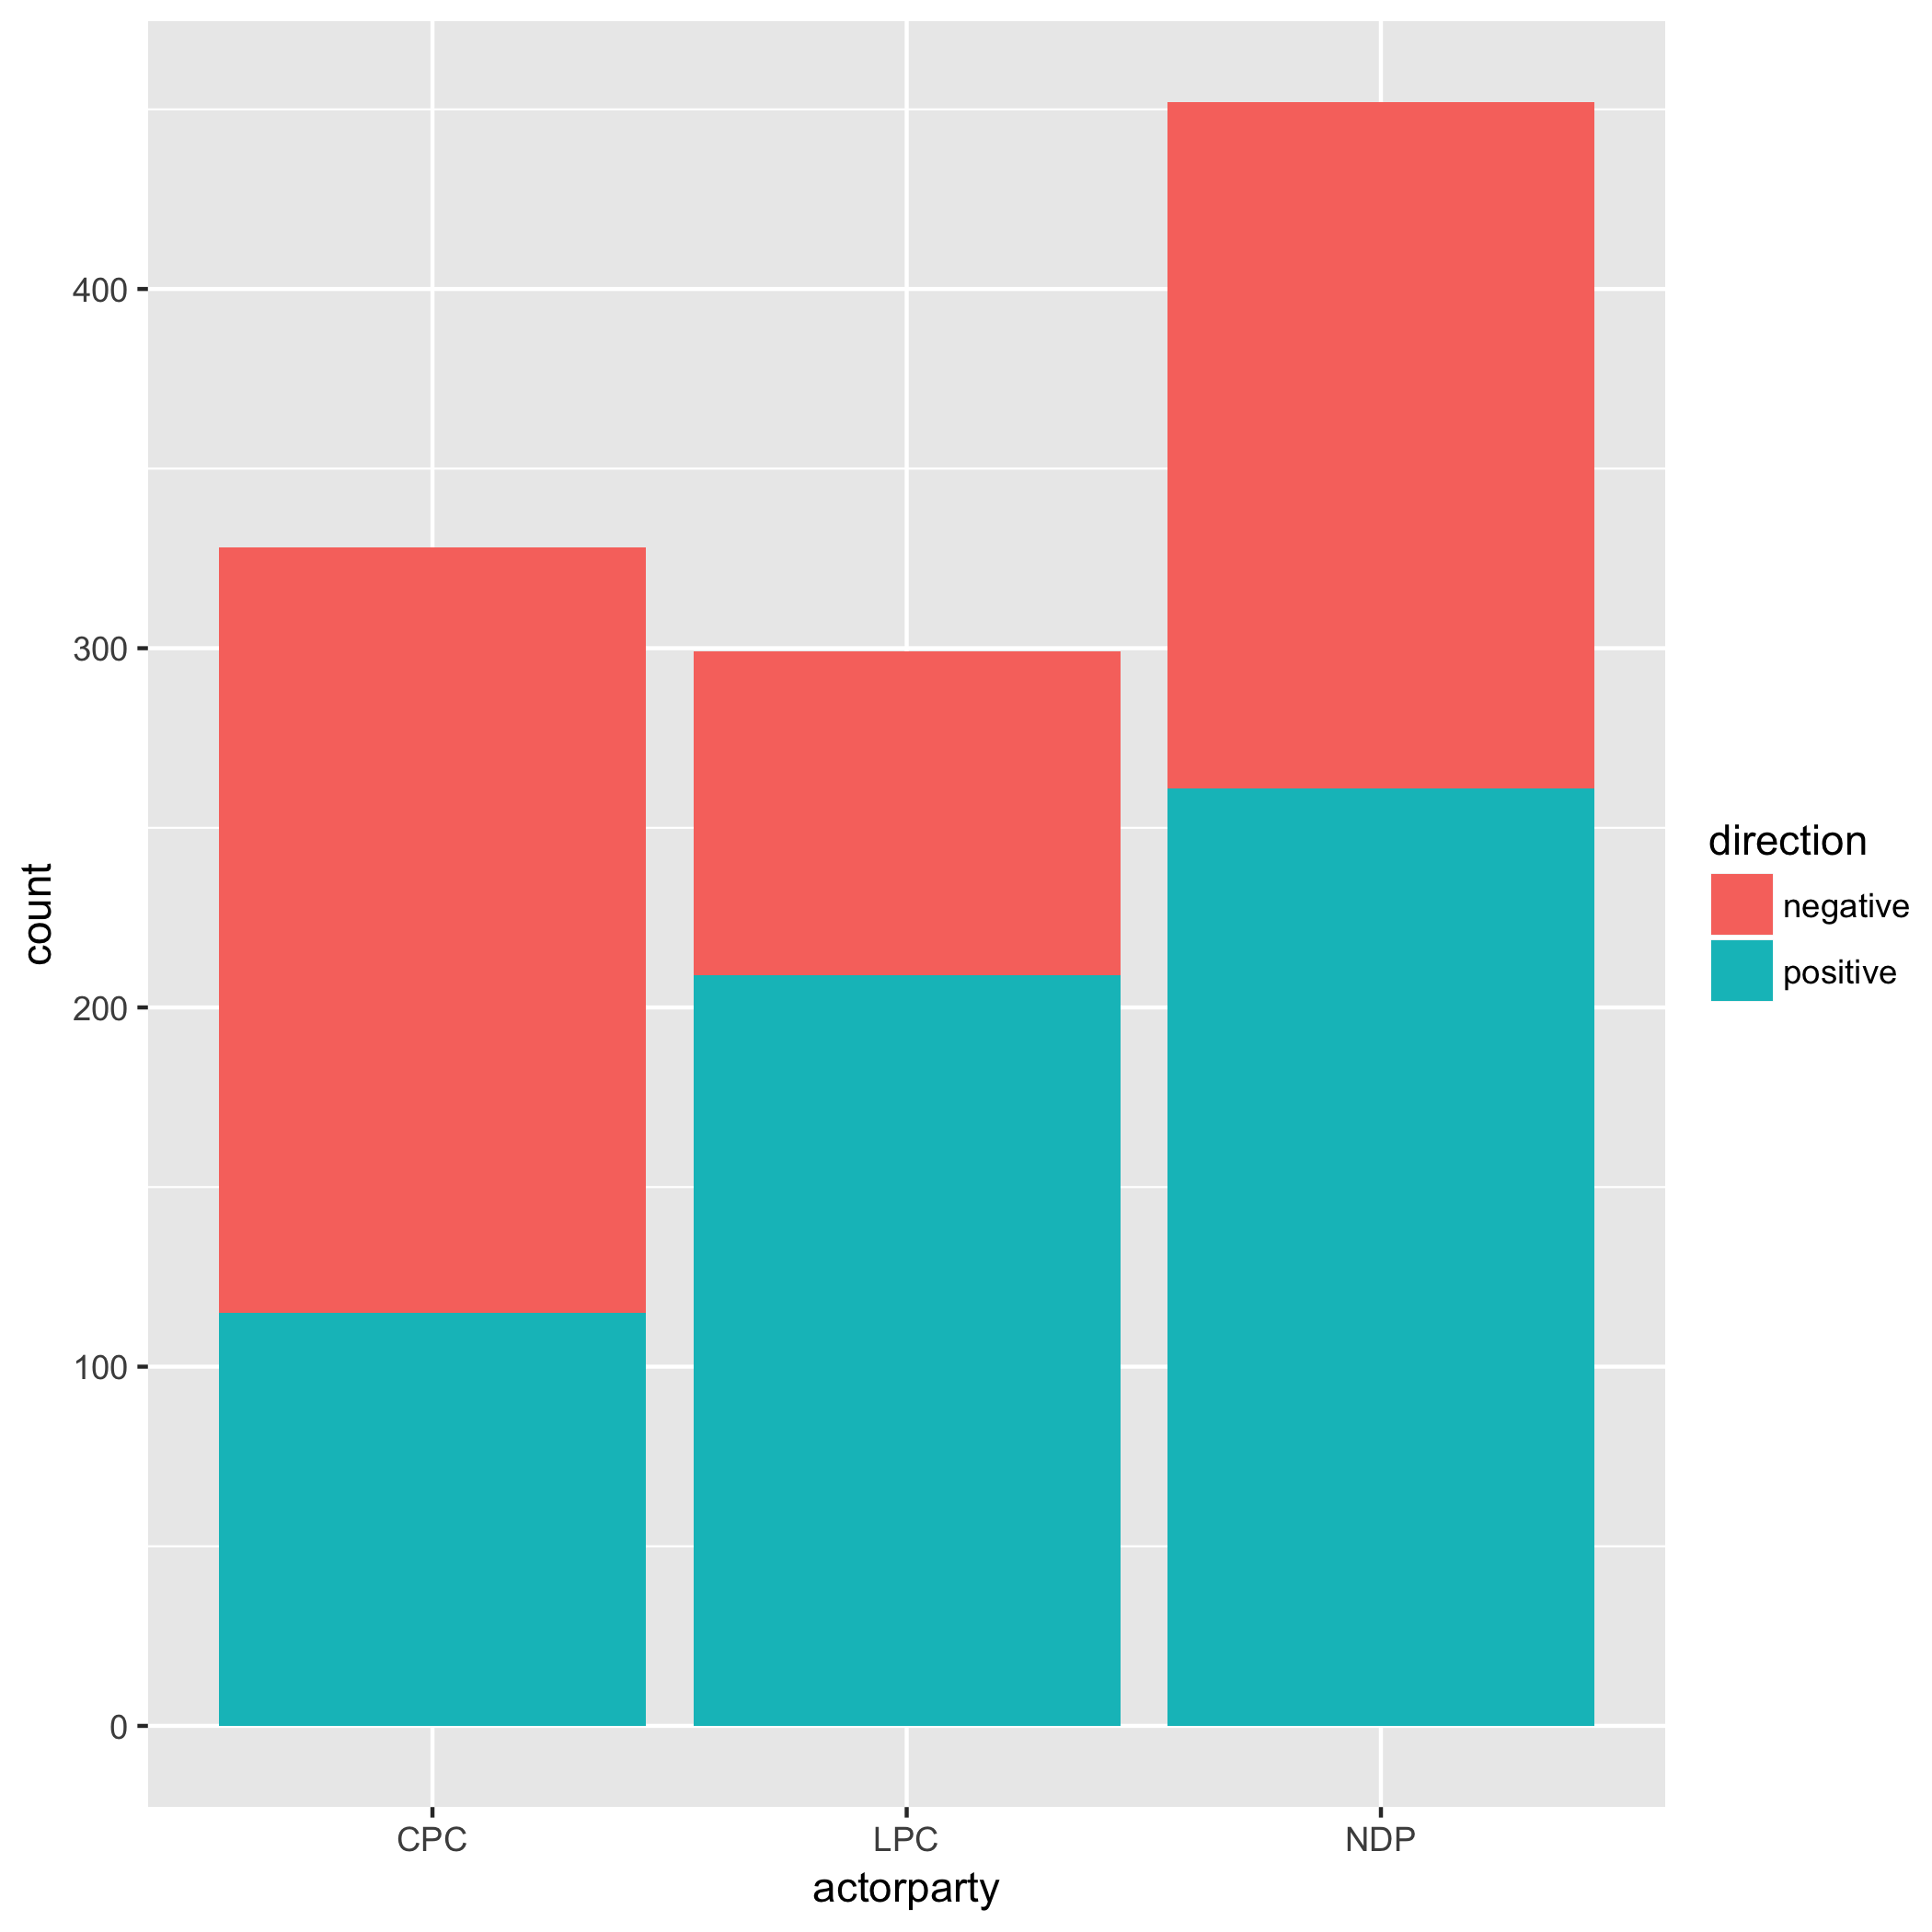 count
400
300
200
100
0
CPC
LPC
NDP
actorparty
direction
negative
positive